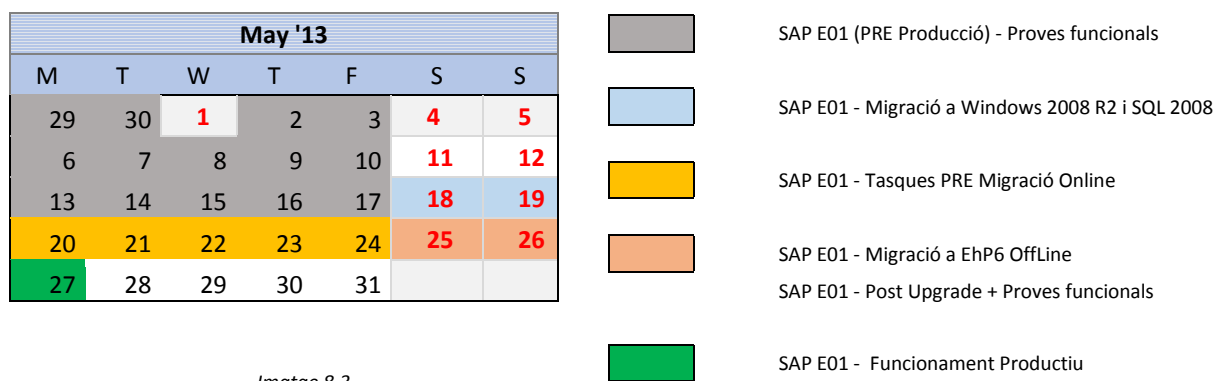 May '13
M T W T F S S
29 30 1 2 3 4 5
6 7 8 9 10 11 12
13 14 15 16 17 18 19
20 21 22 23 24 25 26
27 28 29 30 31
SAP E01 (PRE Producció) - Proves funcionals
SAP E01 - Migració a Windows 2008 R2 i SQL 2008
SAP E01 - Tasques PRE Migració Online
SAP E01 - Migració a EhP6 OffLine
SAP E01 - Post Upgrade + Proves funcionals
SAP E01 - Funcionament Productiu